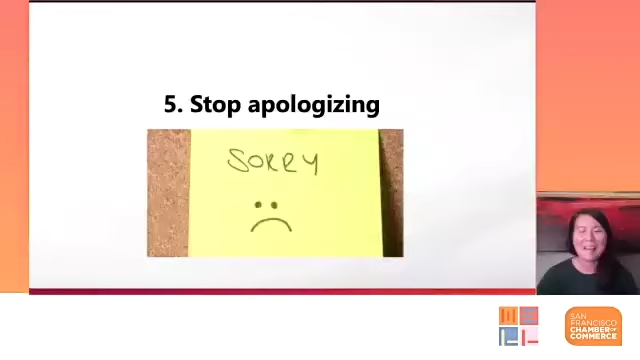 5. Stop apologizing
SORRY
SAN
FRANCISCO
CHAMBER OF
COMMERCE